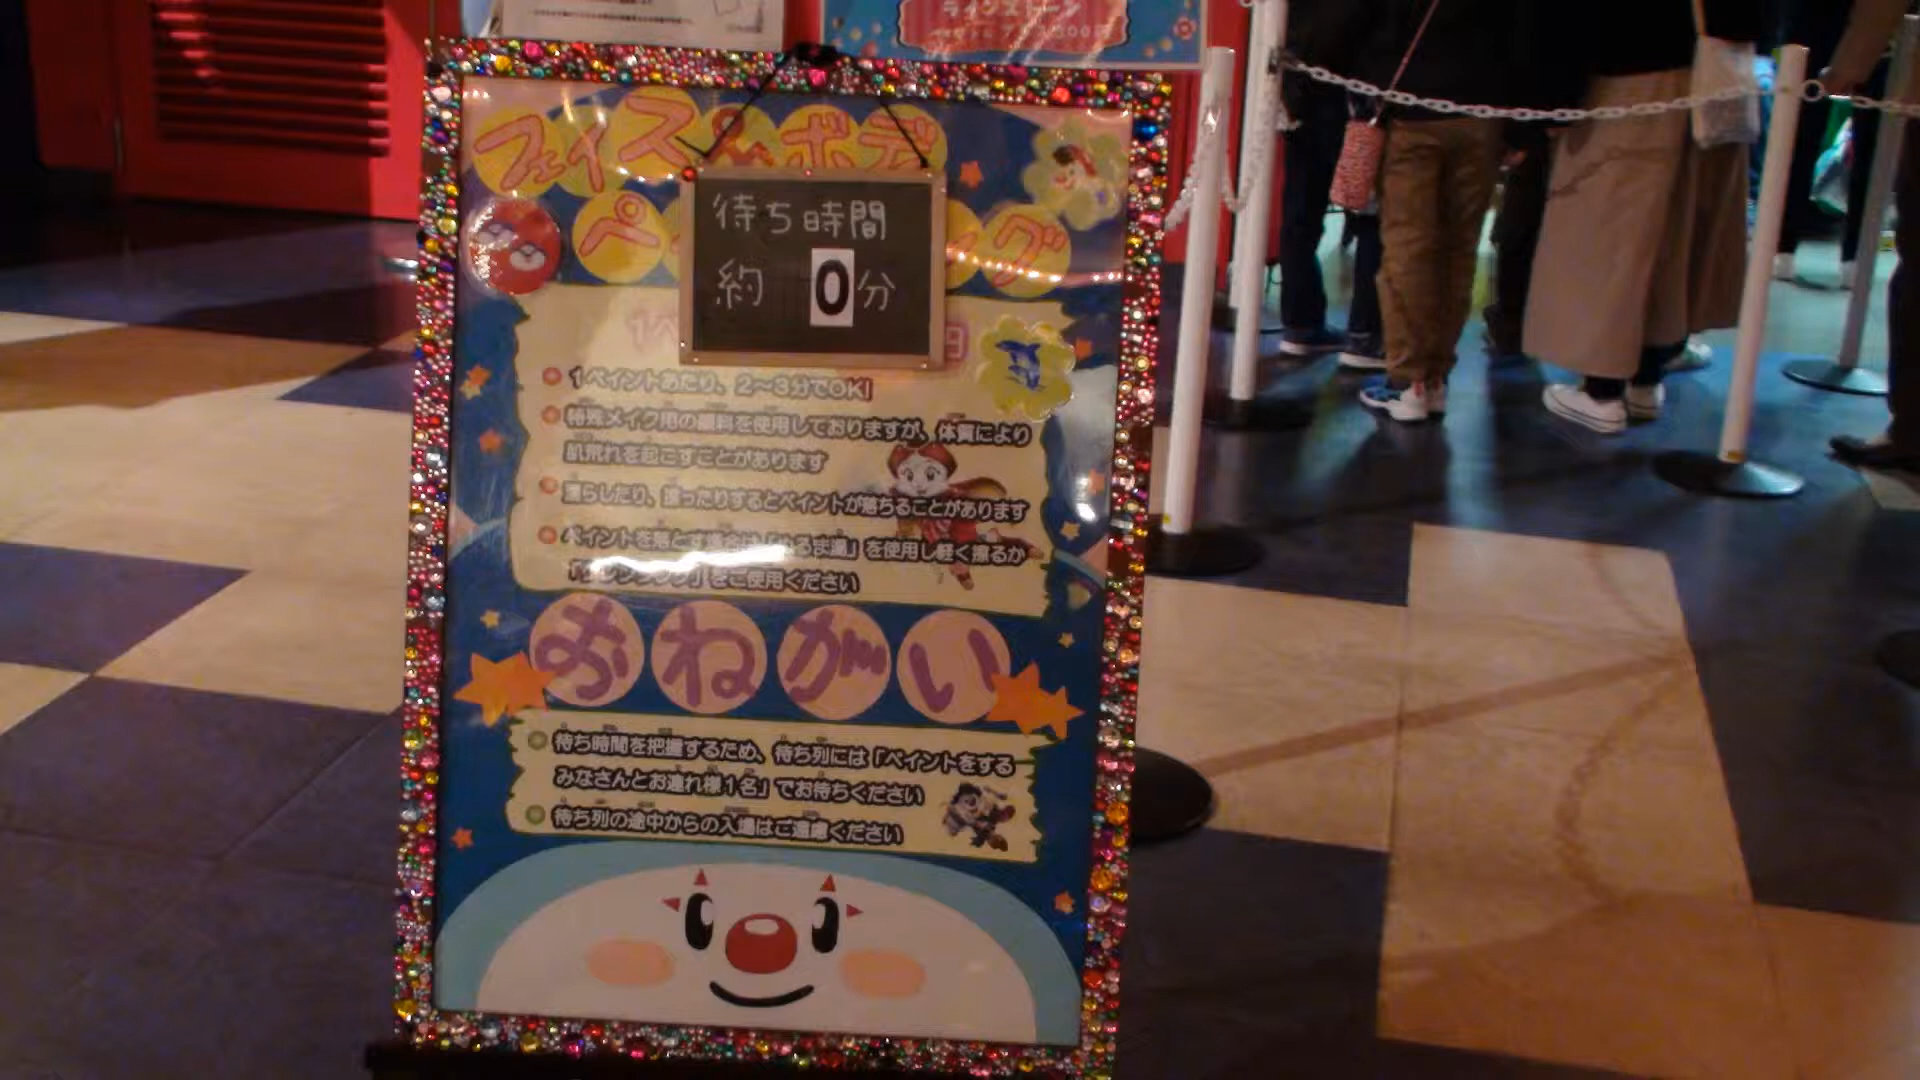 ラインストーン
フェイス&ボディ
ペ
グ
待ち時間
約 0分
1ペイントあたり、2〜3分でOK!
特殊メイク用の顔料を使用しておりますが、体質により
肌荒れを起こすことがあります
濡らしたり、擦ったりするとペイントが落ちることがあります
ペイントを落とす場合は「ぬるま湯」を使用し軽く擦るか
をご使用ください
おねがい
待ち時間を把握するため、待ち列には「ペイントをする
みなさんとお連れ様1名」でお待ちください
待ち列の途中からの入場はご遠慮ください